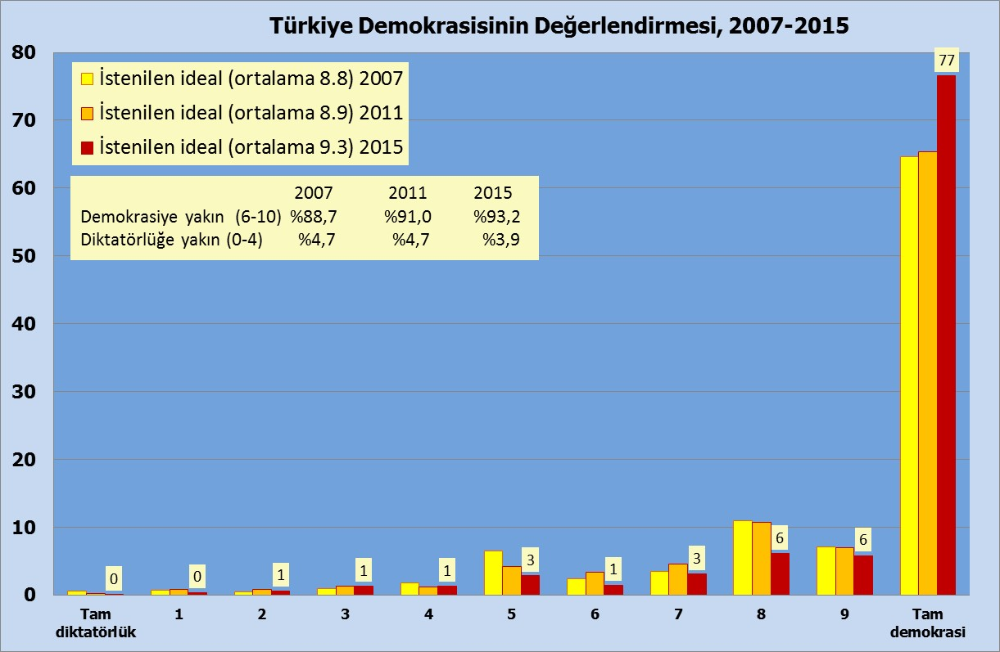 Türkiye Demokrasisinin Değerlendirmesi, 2007-2015
80
70
60
50
40
30
20
10
0
İstenilen ideal (ortalama 8.8) 2007
İstenilen ideal (ortalama 8.9) 2011
İstenilen ideal (ortalama 9.3) 2015
2007 2011 2015
Demokrasiye yakın (6-10) %88,7 %91,0 %93,2
Diktatörlüğe yakın (0-4) %4,7 %4,7 %3,9
0 0 1 1 1 3 1 3 6 6 77
Tam 1 2 3 4 5 6 7 8 9 Tam
diktatörlük demokrasi